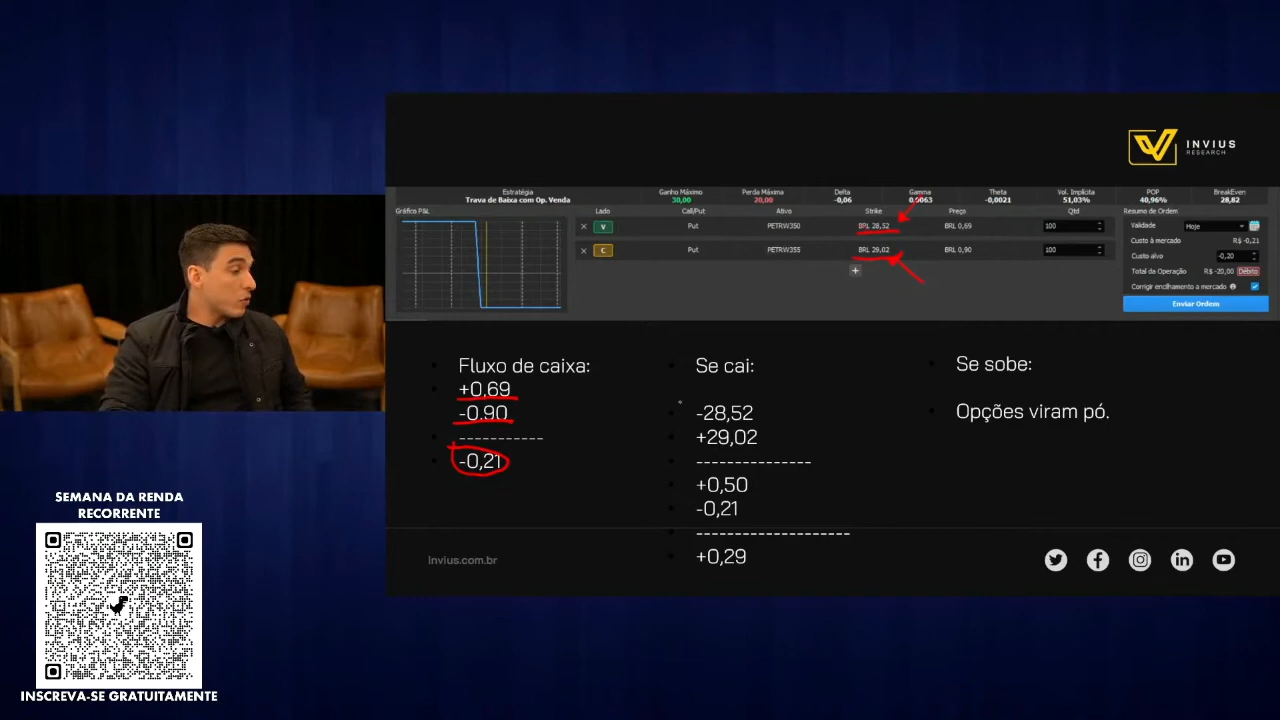 INVIUS
RESEARCH
Estratégia
Trava de Baixa com Op. Venda
Ganho Máximo
30,00
Perda Máxima
20,00
Delta
-0,06
Gamma
0,0063
Theta
-0,0021
Vol. Implícita
51,03%
POP
40,96%
BreakEven
28,82
Gráfico P&L
Lado Call/Put Ativo Strike Preço Qtd
V Put PETRW350 BRL 28,52 BRL 0,69 100
C Put PETRW355 BRL 29,02 BRL 0,90 100
Resumo de Ordem
Validade Hoje
Custo à mercado R$ -0,21
Custo alvo -0,20
Total da Operação R$ -20,00 Débito
Corrigir encilhamento a mercado
Enviar Ordem
Fluxo de caixa:
+0,69
-0,90
-----------
-0,21
Se cai:
-28,52
+29,02
---------------
+0,50
-0,21
--------------------
+0,29
Se sobe:
Opções viram pó.
Invius.com.br
SEMANA DA RENDA
RECORRENTE
INSCREVA-SE GRATUITAMENTE